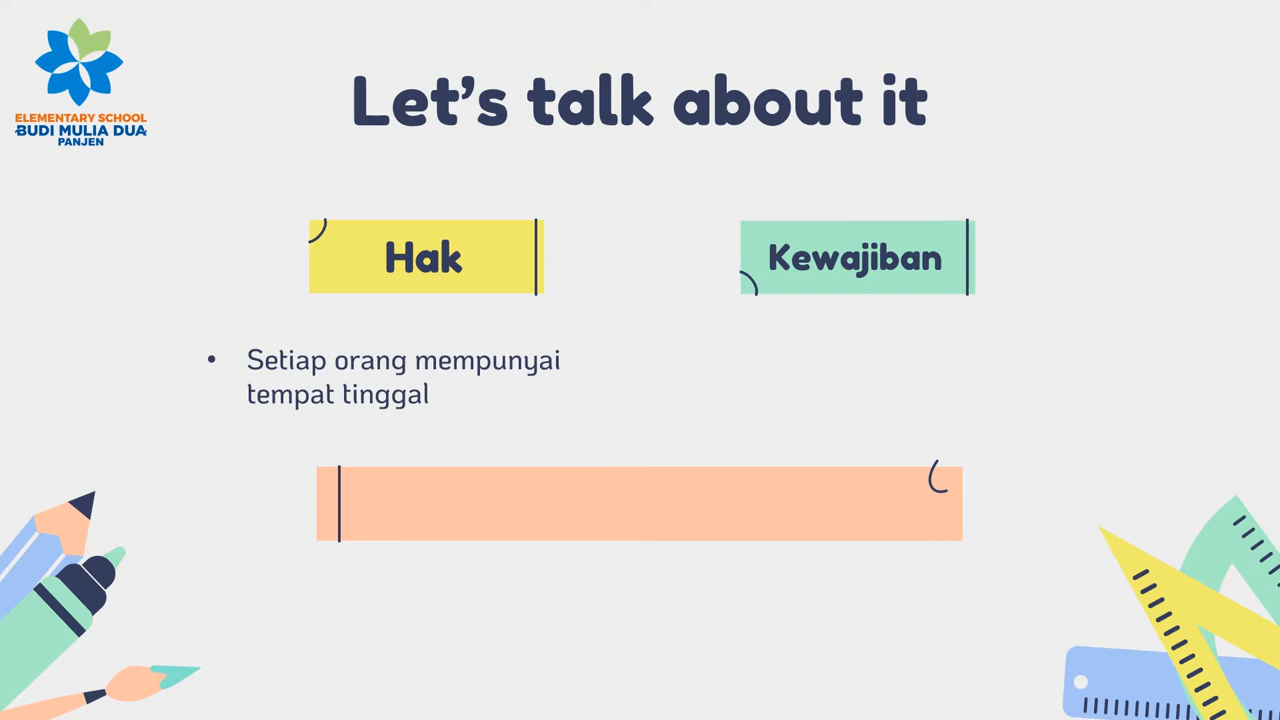 ELEMENTARY SCHOOL
BUDI MULIA DUA
PANJEN
Let's talk about it
Hak
Kewajiban
• Setiap orang mempunyai
tempat tinggal